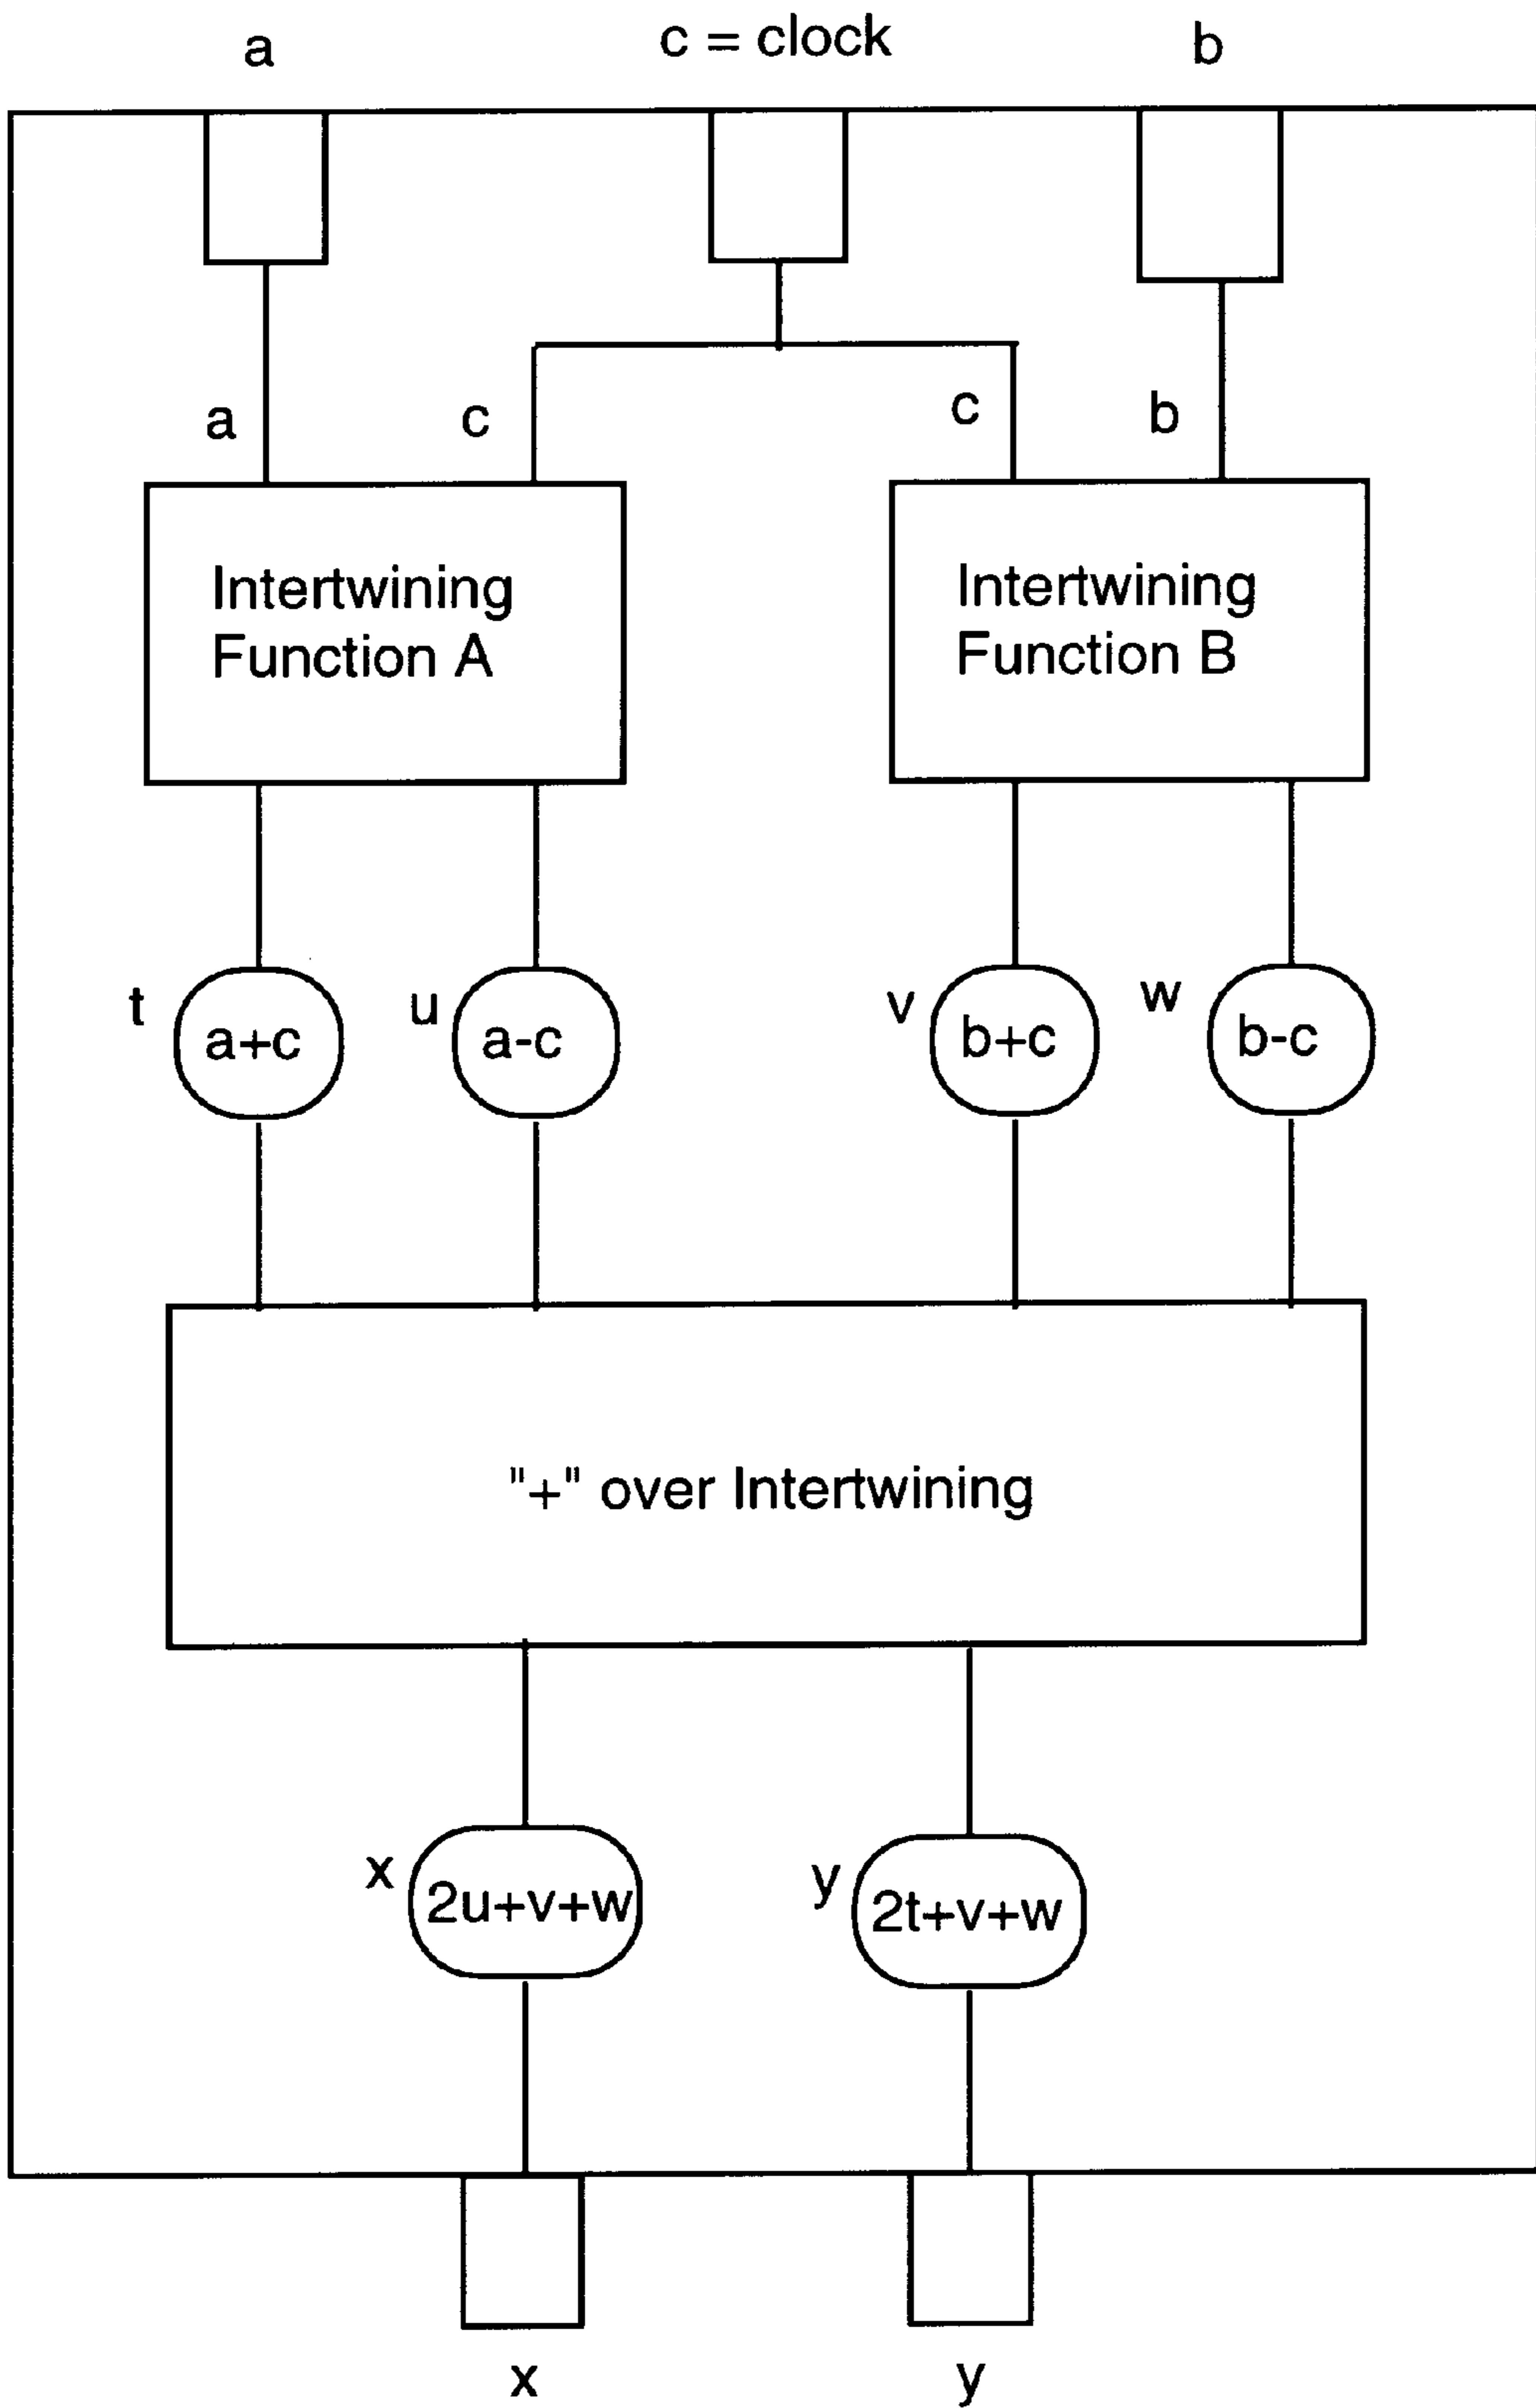 a
c = clock
b
a
c
c
b
Intertwining
Function A
Intertwining
Function B
t
a+c
u
a-c
v
b+c
w
b-c
"+" over Intertwining
x
2u+v+w
y
2t+v+w
x
y